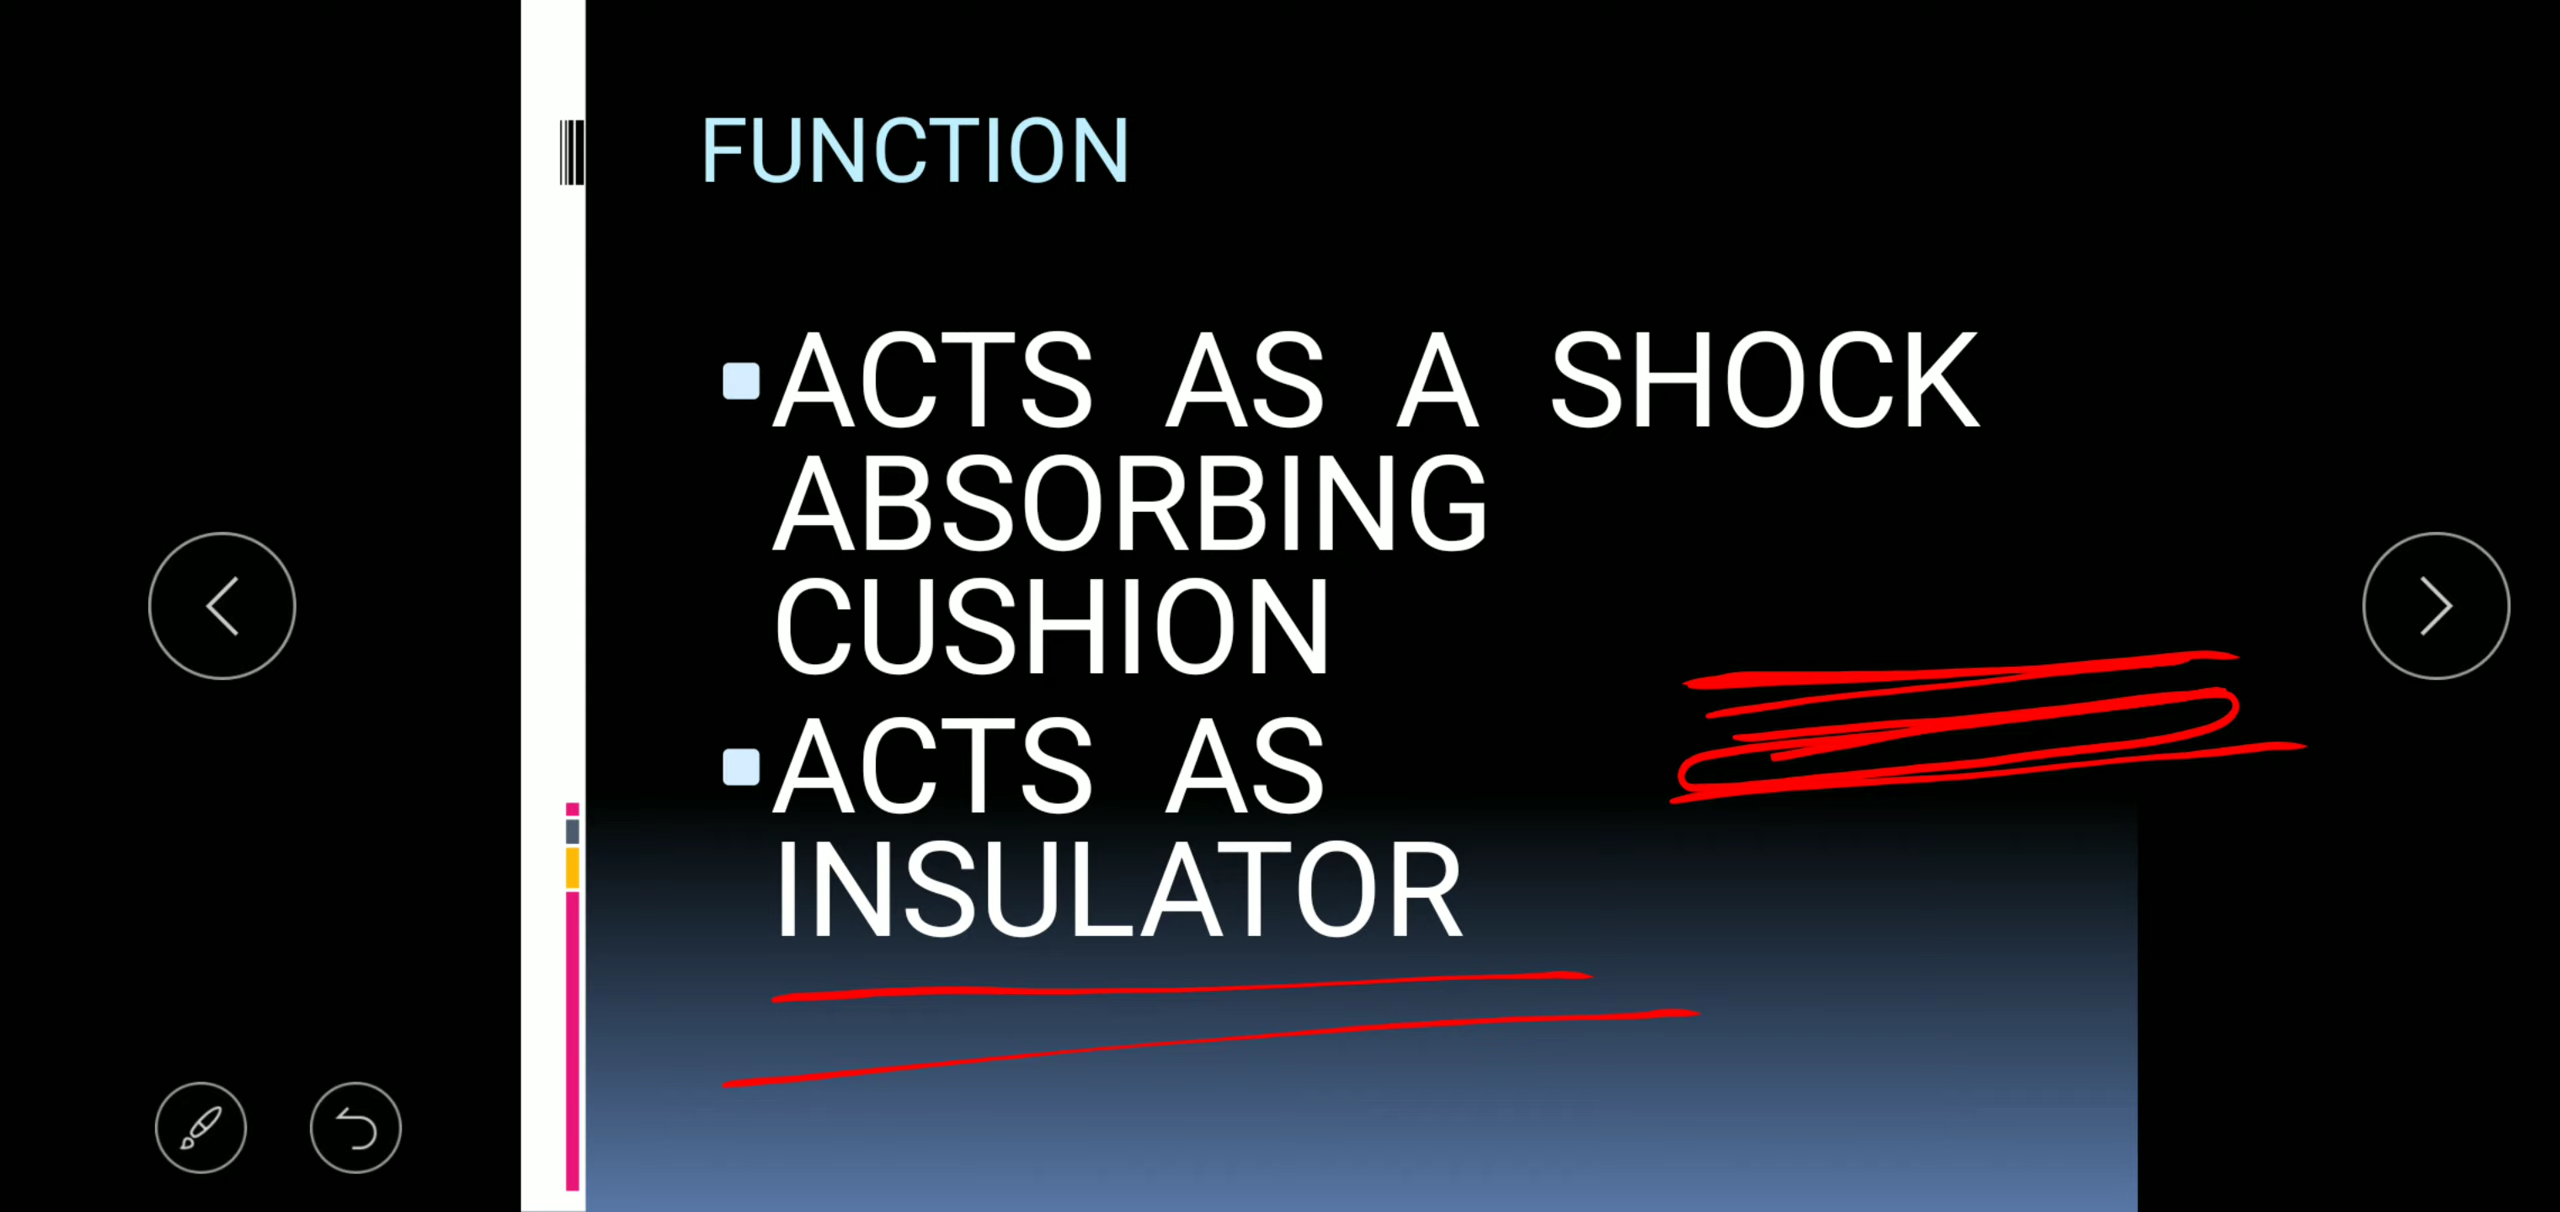 FUNCTION
ACTS AS A SHOCK
ABSORBING
CUSHION
ACTS AS
INSULATOR